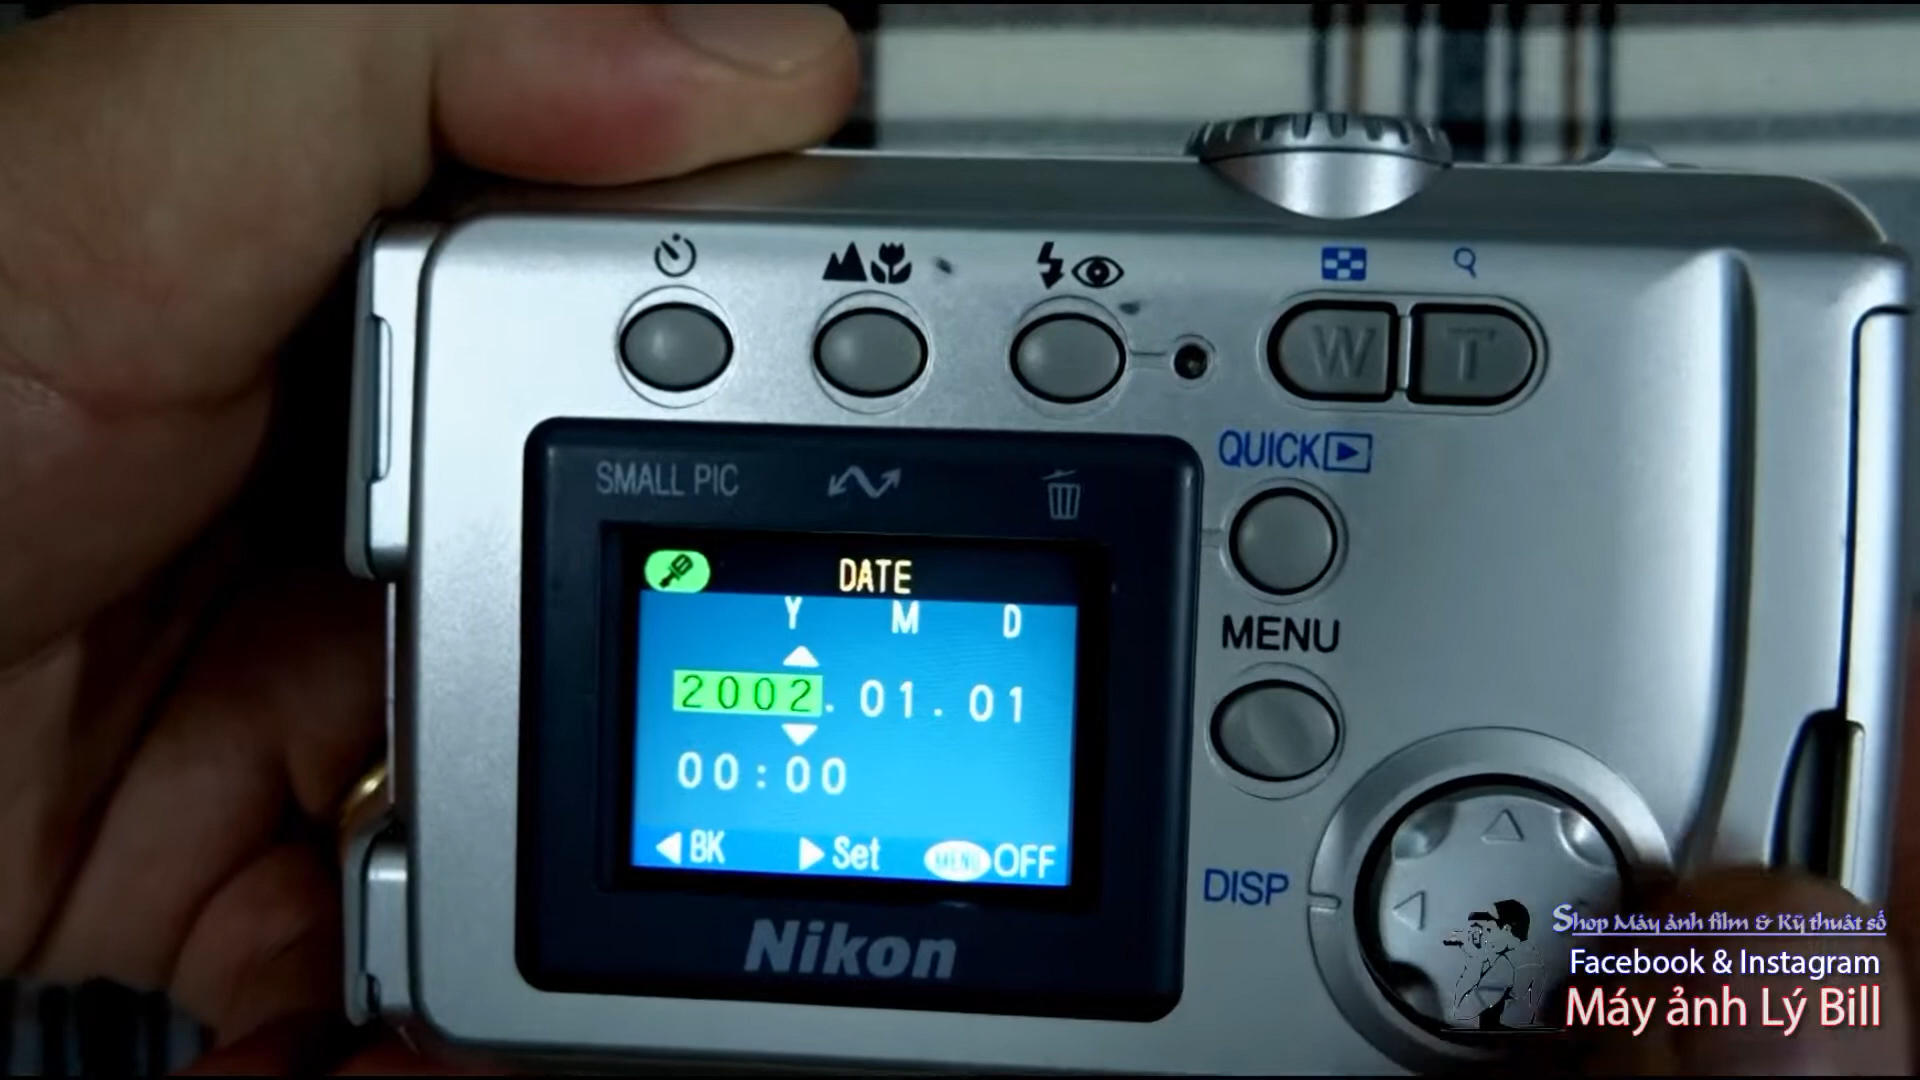 W T
QUICK
SMALL PIC
DATE
Y M D
2002. 01. 01
00:00
BK Set MENU OFF
Nikon
MENU
DISP
Shop Máy ảnh film & Kỹ thuật số
Facebook & Instagram
Máy ảnh Lý Bill